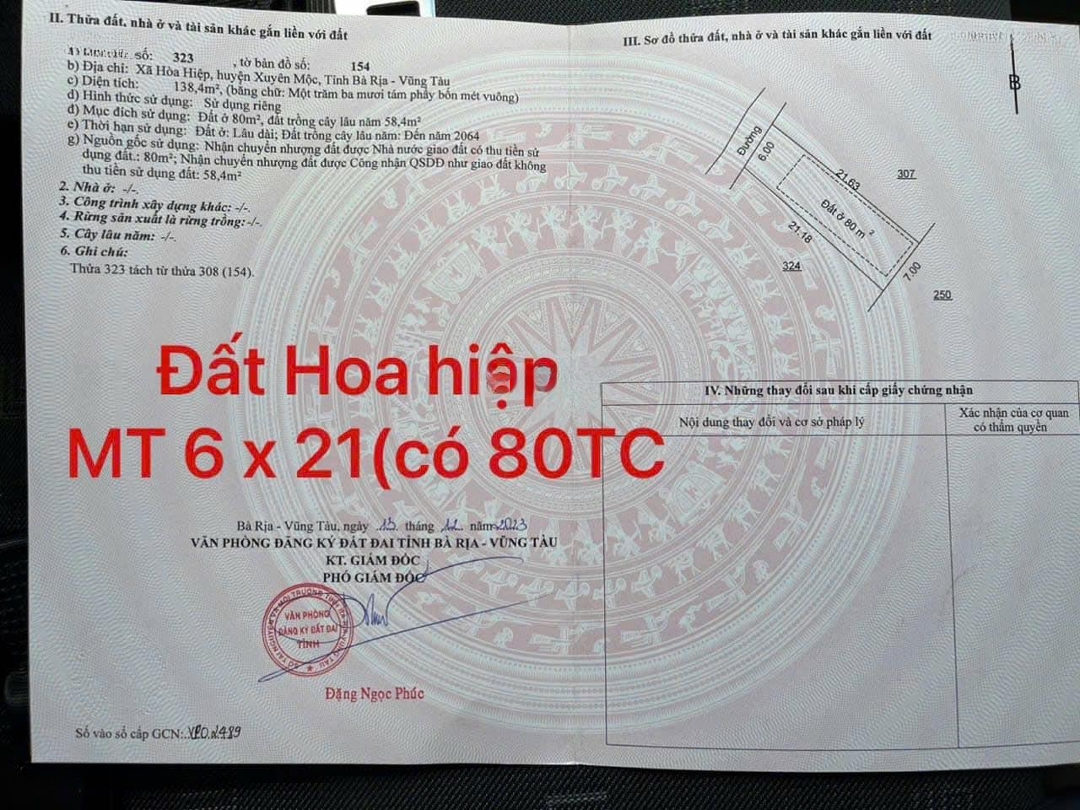 II. Thửa đất, nhà ở và tài sản khác gắn liền với đất
số: 323 , tờ bản đồ số: 154
b) Địa chỉ: Xã Hòa Hiệp, huyện Xuyên Mộc, Tỉnh Bà Rịa - Vũng Tàu
c) Diện tích: 138,4m², (bằng chữ: Một trăm ba mươi tám phẩy bốn mét vuông)
d) Hình thức sử dụng: Sử dụng riêng
đ) Mục đích sử dụng: Đất ở 80m², đất trồng cây lâu năm 58,4m²
e) Thời hạn sử dụng: Đất ở: Lâu dài; Đất trồng cây lâu năm: Đến năm 2064
g) Nguồn gốc sử dụng: Nhận chuyển nhượng đất được Nhà nước giao đất có thu tiền sử
dụng đất.: 80m²; Nhận chuyển nhượng đất được Công nhận QSDĐ như giao đất không
thu tiền sử dụng đất: 58,4m²
2. Nhà ở: -/-.
3. Công trình xây dựng khác: -/-.
4. Rừng sản xuất là rừng trồng:-/-.
5. Cây lâu năm: -/-.
6. Ghi chú:
Thửa 323 tách từ thửa 308 (154).
Đất Hoa hiệp
MT 6 x 21(có 80TC
Bà Rịa - Vũng Tàu, ngày 13 tháng 12 năm 2023
VĂN PHÒNG ĐĂNG KÝ ĐẤT ĐAI TỈNH BÀ RỊA - VŨNG TÀU
KT. GIÁM ĐỐC
PHÓ GIÁM ĐỐC
VĂN PHÒNG
ĐĂNG KÝ ĐẤT ĐAI
TỈNH
Đặng Ngọc Phúc
Số vào sổ cấp GCN:
III. Sơ đồ thửa đất, nhà ở và tài sản khác gắn liền với đất
B
Đường
6.00
21.63
307
Đất ở 80 m²
21.18
324
7.00
250
IV. Những thay đổi sau khi cấp giấy chứng nhận
Nội dung thay đổi và cơ sở pháp lý
Xác nhận của cơ quan
có thẩm quyền